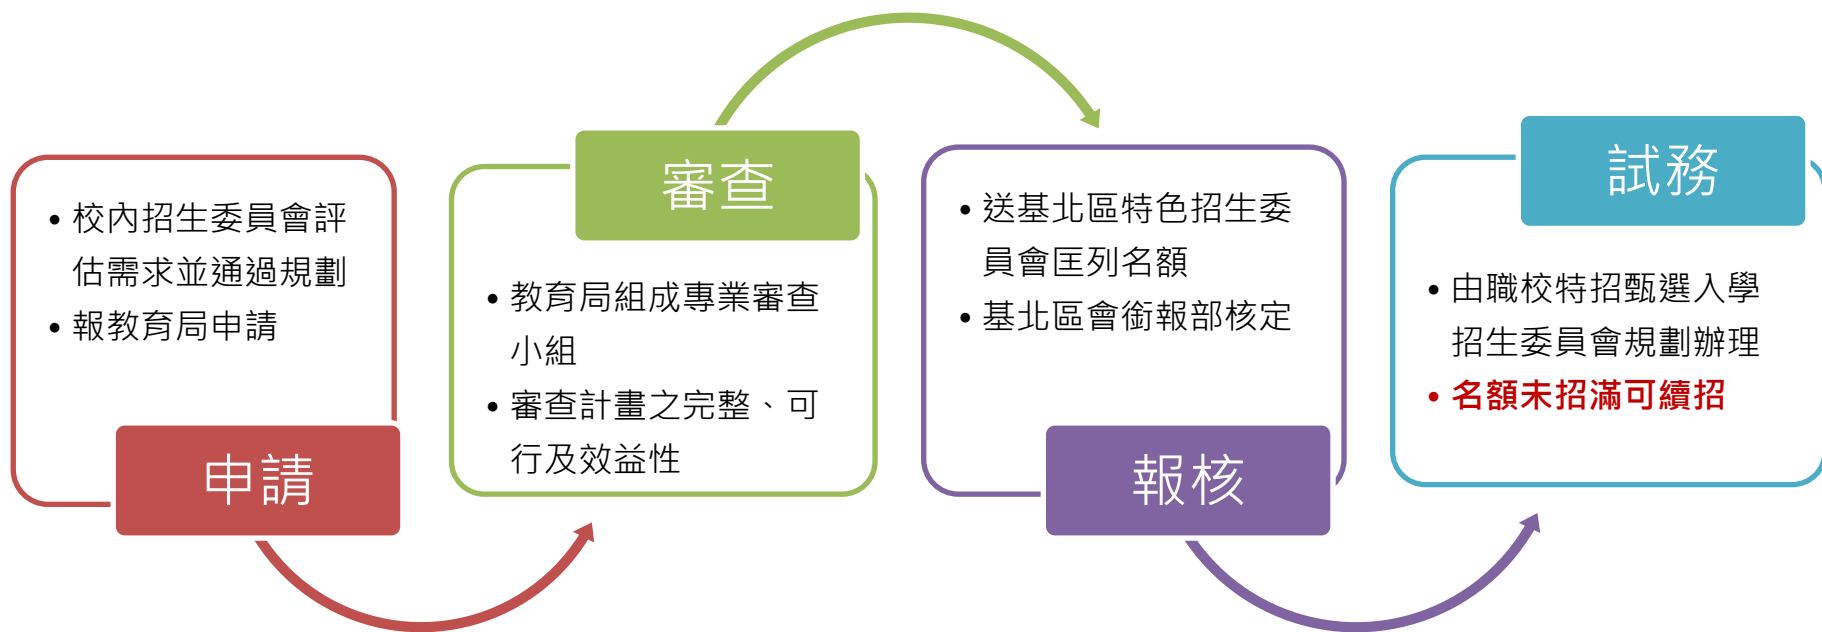 • 校內招生委員會評
估需求並通過規劃
• 報教育局申請
申請
審查
• 教育局組成專業審查
小組
• 審查計畫之完整、可
行及效益性
• 送基北區特色招生委
員會匡列名額
• 基北區會銜報部核定
報核
試務
• 由職校特招甄選入學
招生委員會規劃辦理
• 名額未招滿可續招